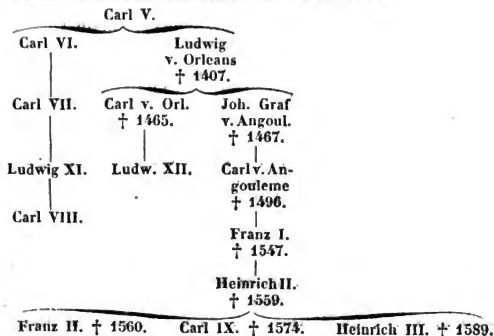 Carl V.
Carl VI. Ludwig
v. Orleans
† 1407.
Carl VII. Carl v. Orl. Joh. Graf
† 1465. v. Angoul.
† 1467.
Ludwig XI. Ludw. XII. Carl v. An-
gouleme
Carl VIII. † 1496.
Franz I.
† 1547.
Heinrich II.
† 1559.
Franz II. † 1560. Carl IX. † 1574. Heinrich III. † 1589.